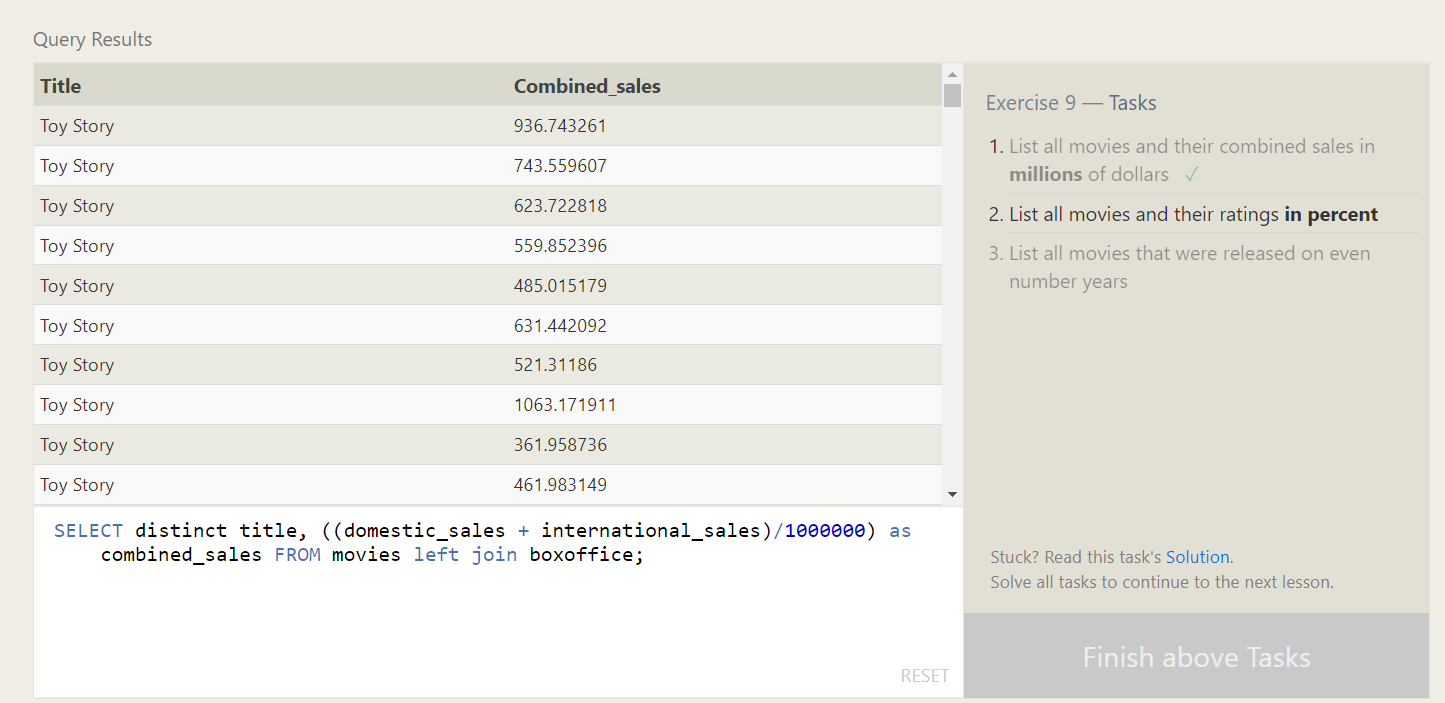 Query Results
Title Combined_sales
Toy Story 936.743261
Toy Story 743.559607
Toy Story 623.722818
Toy Story 559.852396
Toy Story 485.015179
Toy Story 631.442092
Toy Story 521.31186
Toy Story 1063.171911
Toy Story 361.958736
Toy Story 461.983149
SELECT distinct title, ((domestic_sales + international_sales)/1000000) as
combined_sales FROM movies left join boxoffice;
RESET
Exercise 9 — Tasks
1. List all movies and their combined sales in
millions of dollars ✓
2. List all movies and their ratings in percent
3. List all movies that were released on even
number years
Stuck? Read this task's Solution.
Solve all tasks to continue to the next lesson.
Finish above Tasks